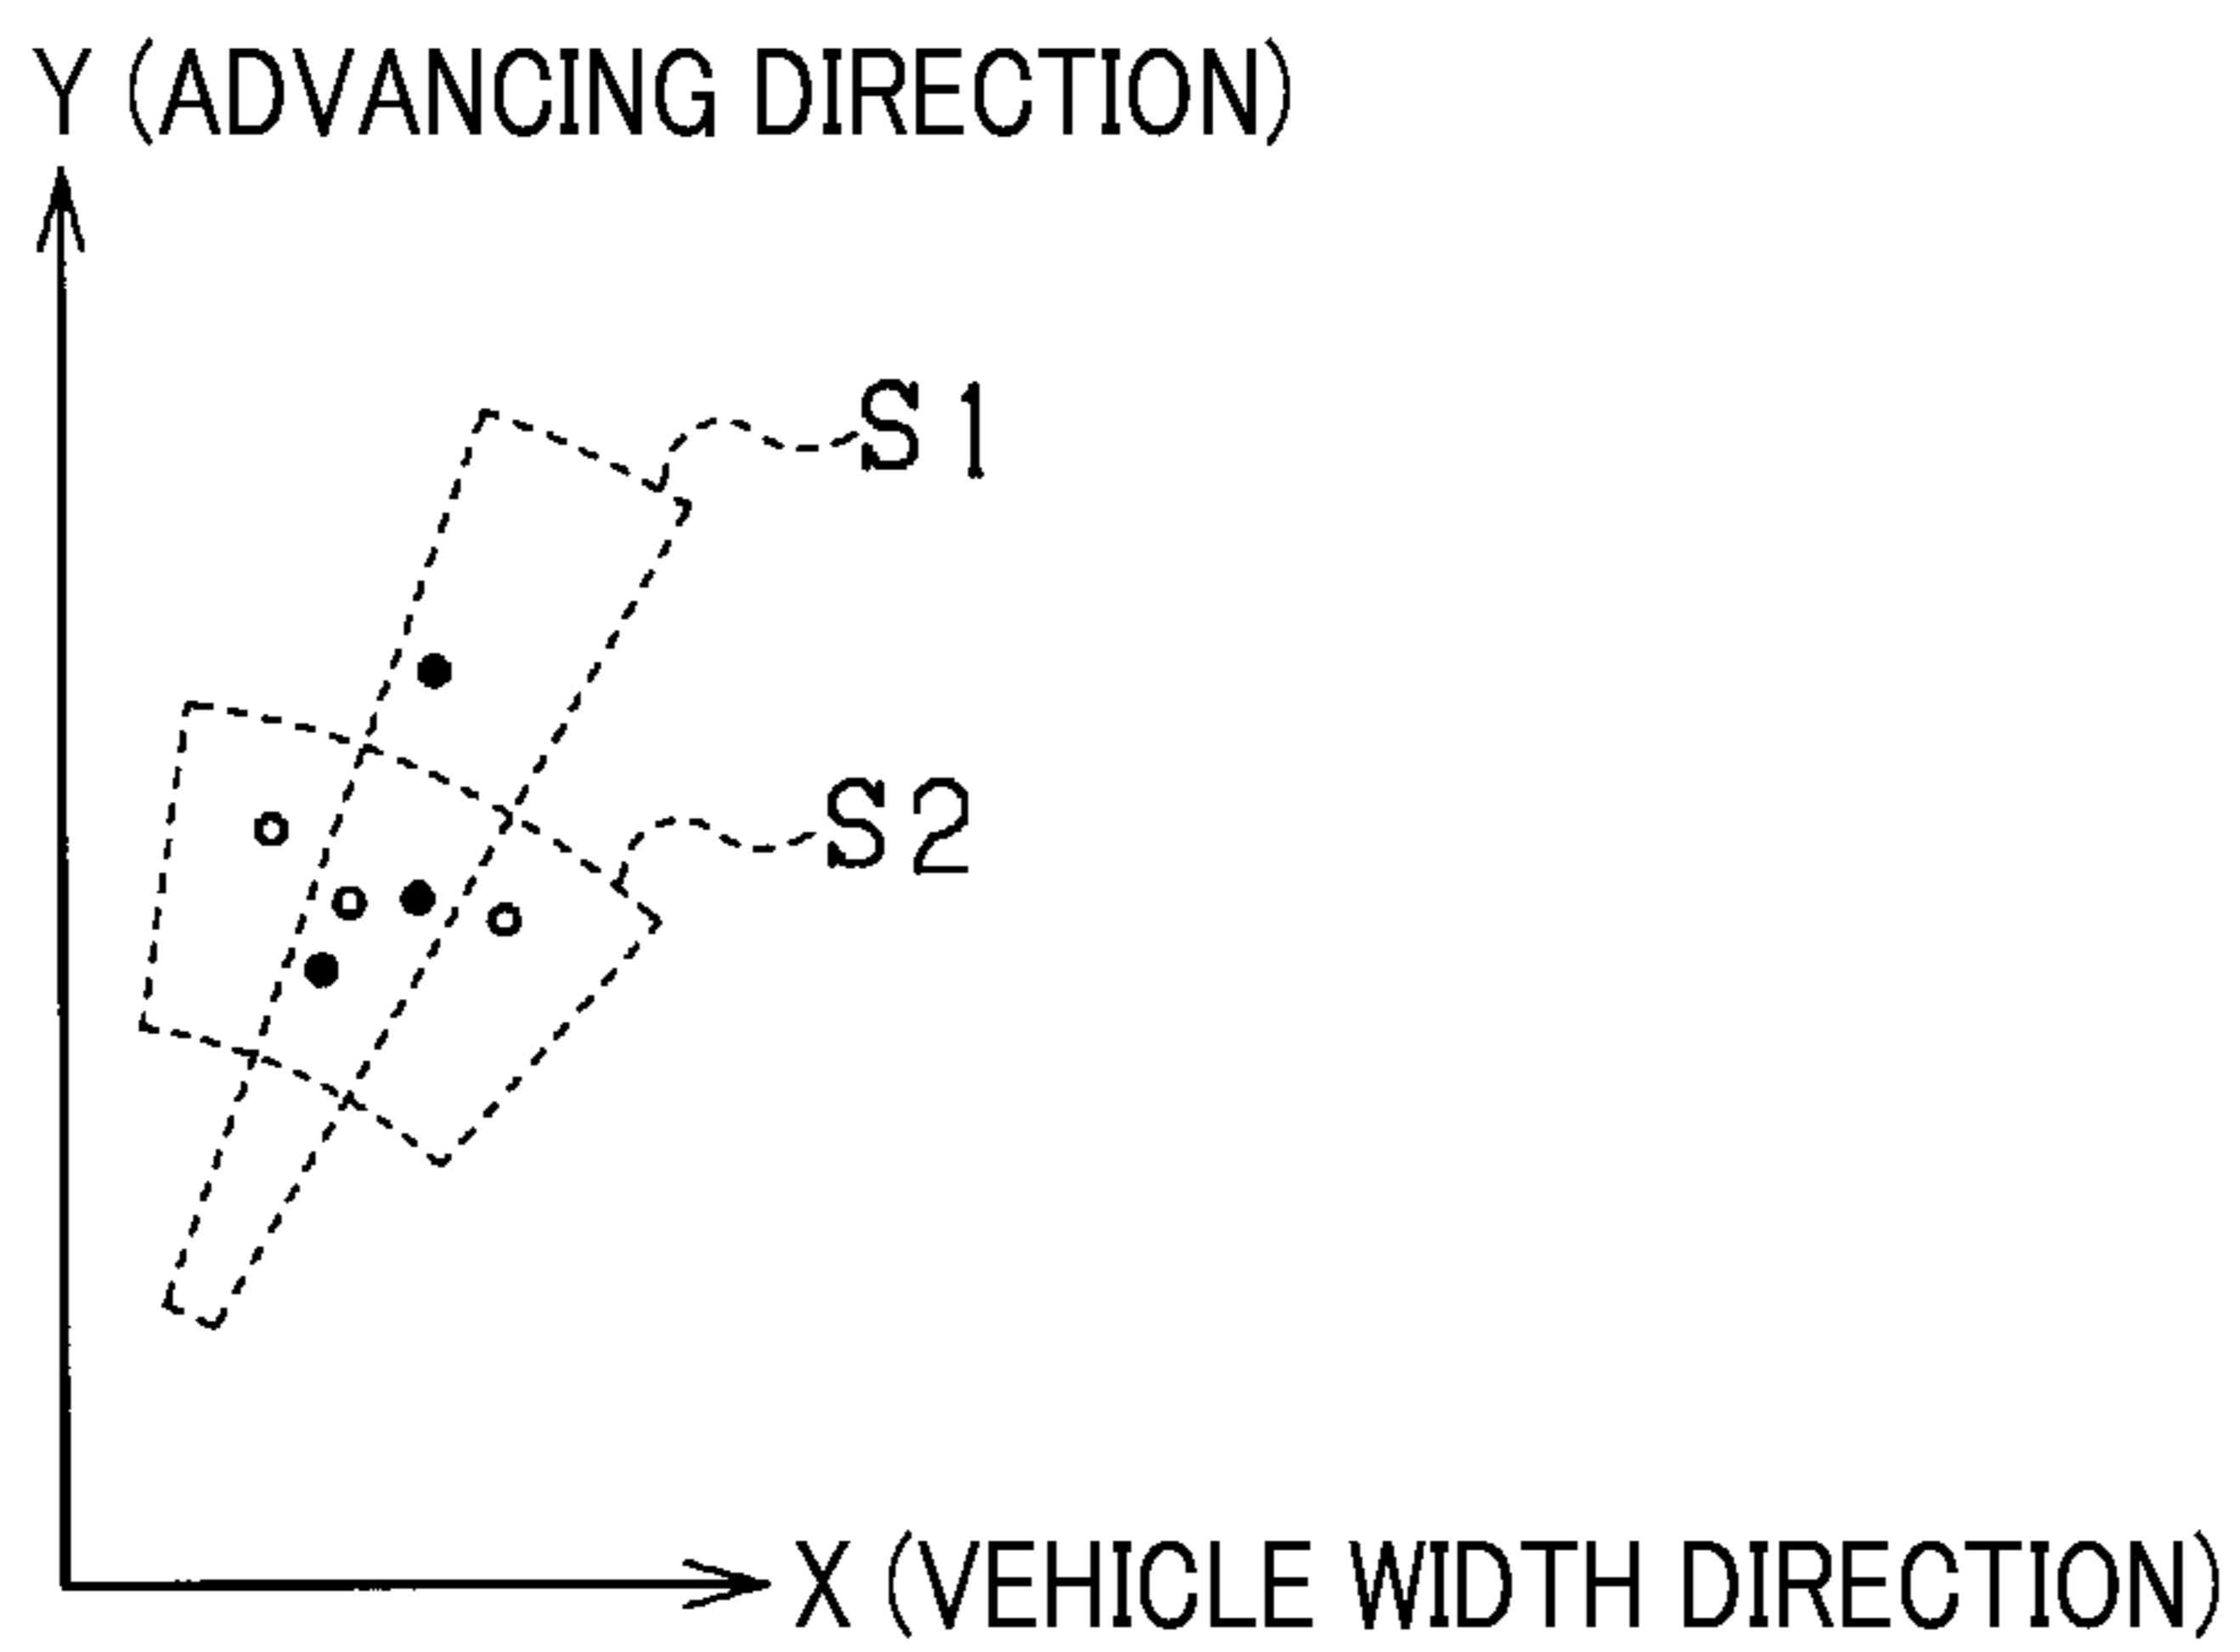 Y (ADVANCING DIRECTION)
S1
S2
X (VEHICLE WIDTH DIRECTION)